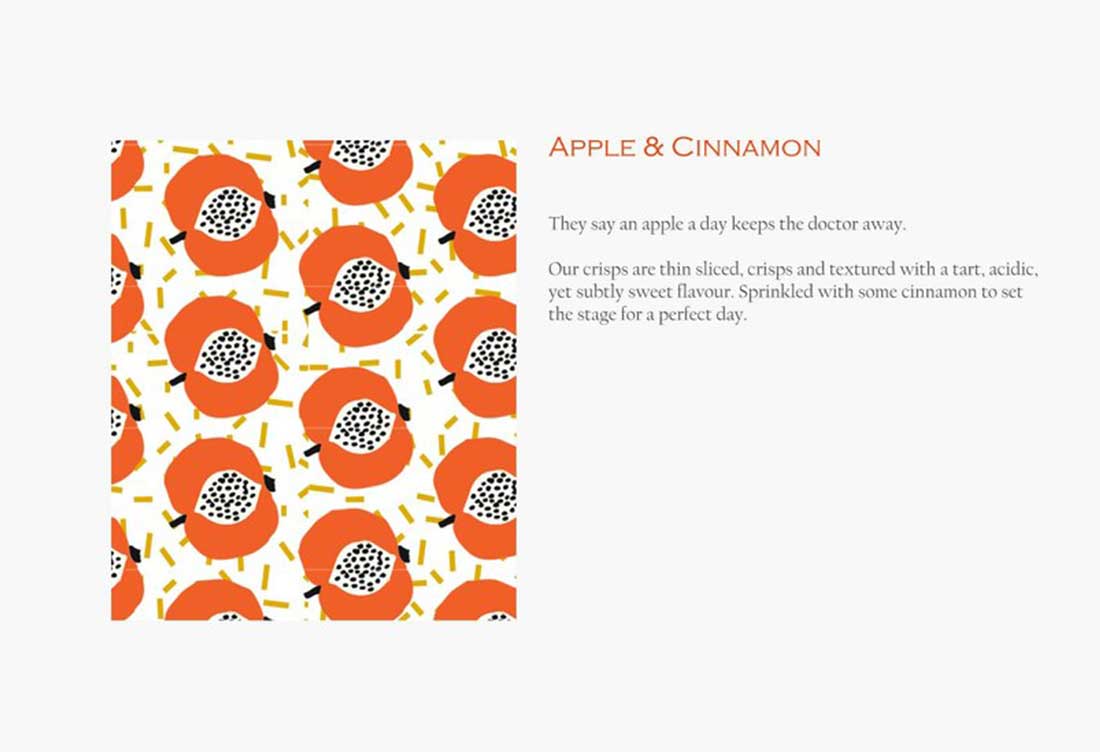 Apple & Cinnamon
They say an apple a day keeps the doctor away.
Our crisps are thin sliced, crisps and textured with a tart, acidic,
yet subtly sweet flavour. Sprinkled with some cinnamon to set
the stage for a perfect day.